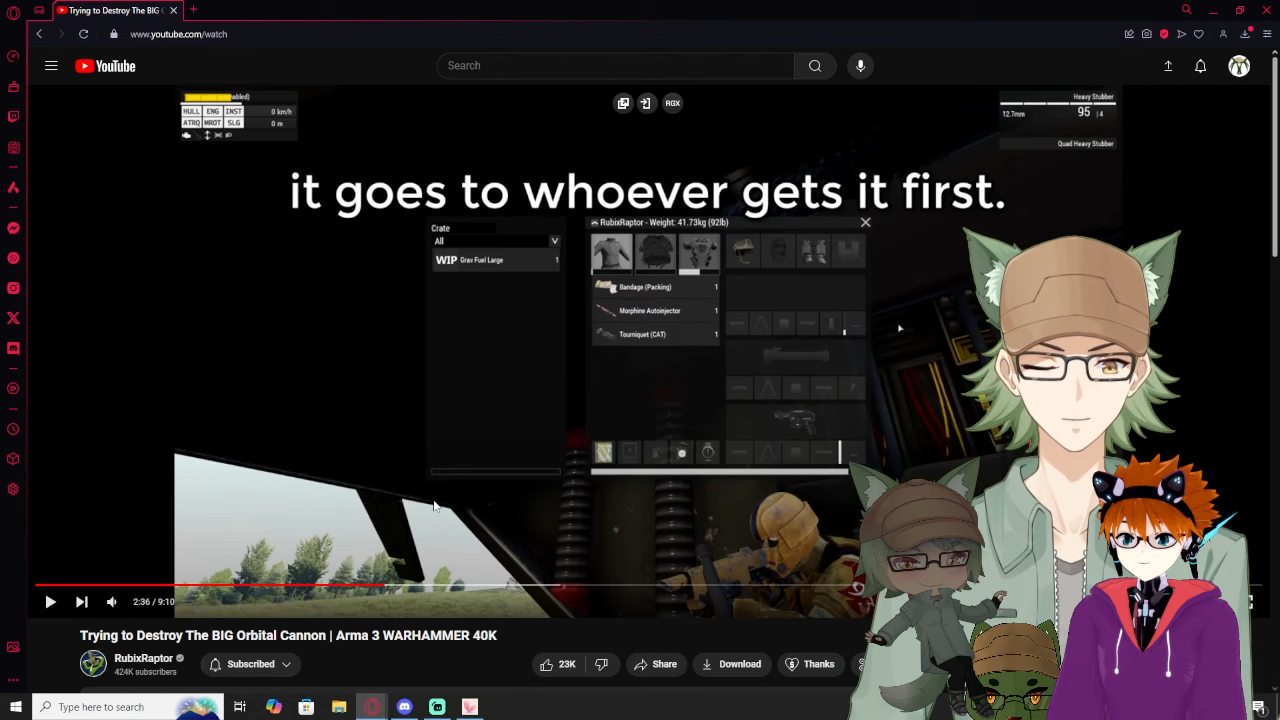 Trying to Destroy The BIG O
www.youtube.com/watch
YouTube
Search
HULL ENG INST
ATRQ MROT SLG
0 km/h
0 m
RGX
Heavy Stubber
12.7mm 95 |4
Quad Heavy Stubber
it goes to whoever gets it first.
Crate
All
WIP Grav Fuel Large 1
RubixRaptor - Weight: 41.73kg (92lb)
Bandage (Packing) 1
Morphine Autoinjector 1
Tourniquet (CAT) 1
2:36 / 9:10
Trying to Destroy The BIG Orbital Cannon | Arma 3 WARHAMMER 40K
RubixRaptor
424K subscribers
Subscribed
23K
Share
Download
Thanks
Type here to search